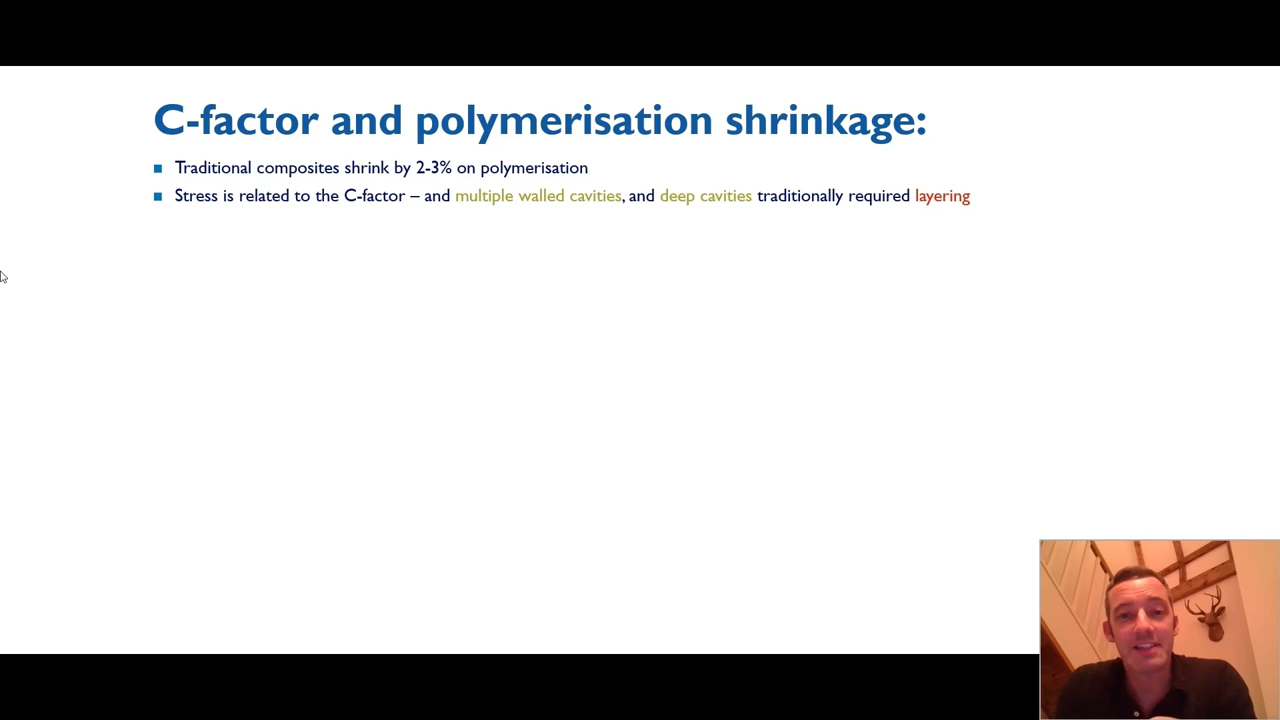 C-factor and polymerisation shrinkage:
Traditional composites shrink by 2-3% on polymerisation
Stress is related to the C-factor – and multiple walled cavities, and deep cavities traditionally required layering